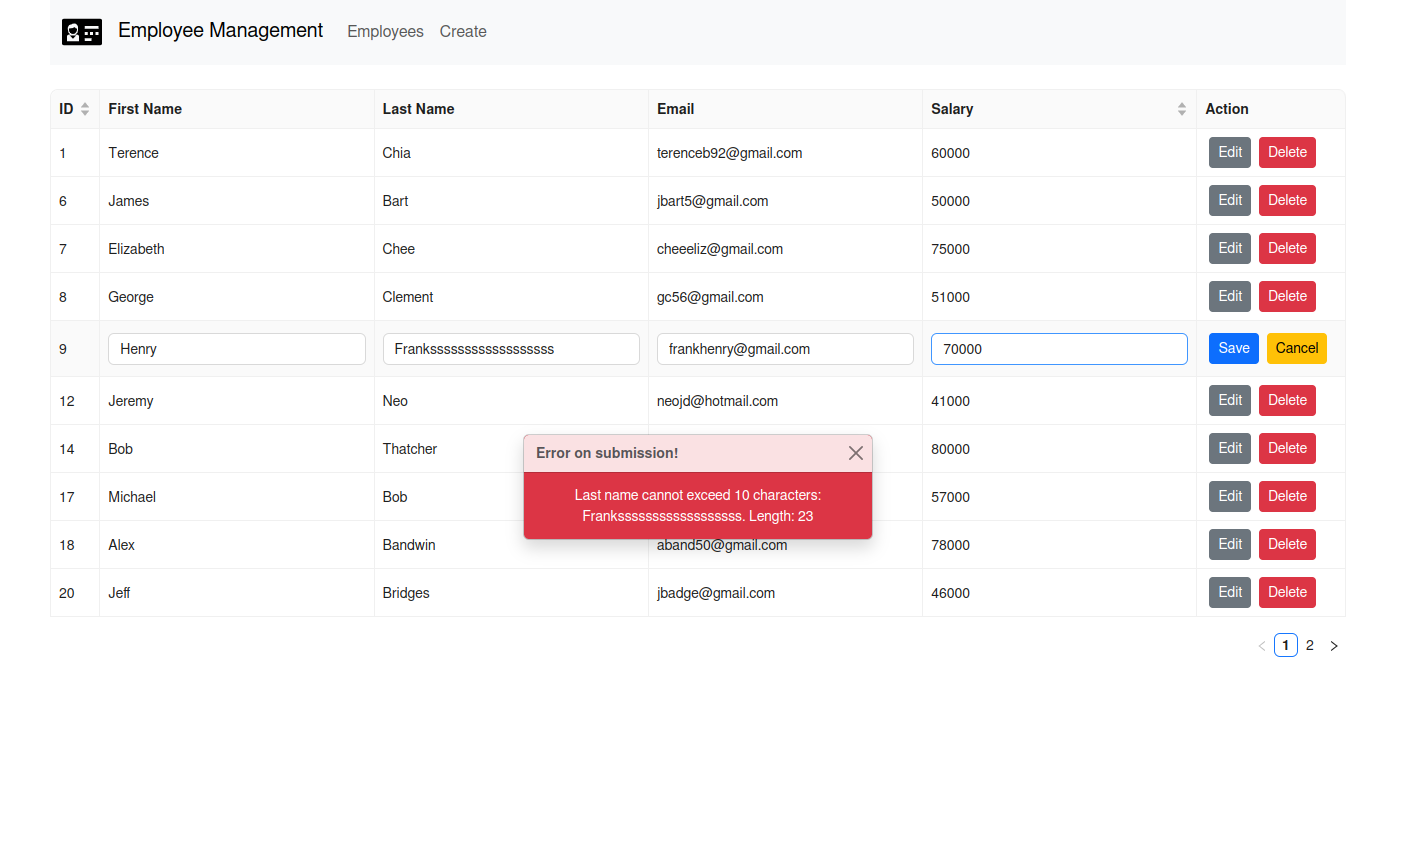 Employee Management Employees Create
ID First Name Last Name Email Salary Action
1 Terence Chia terenceb92@gmail.com 60000 Edit Delete
6 James Bart jbart5@gmail.com 50000 Edit Delete
7 Elizabeth Chee cheeeliz@gmail.com 75000 Edit Delete
8 George Clement gc56@gmail.com 51000 Edit Delete
9 Henry Frankssssssssssssssssss frankhenry@gmail.com 70000 Save Cancel
12 Jeremy Neo neojd@hotmail.com 41000 Edit Delete
14 Bob Thatcher 80000 Edit Delete
Error on submission!
Last name cannot exceed 10 characters:
Frankssssssssssssssssss. Length: 23
17 Michael Bob 57000 Edit Delete
18 Alex Bandwin aband50@gmail.com 78000 Edit Delete
20 Jeff Bridges jbadge@gmail.com 46000 Edit Delete
< 1 2 >